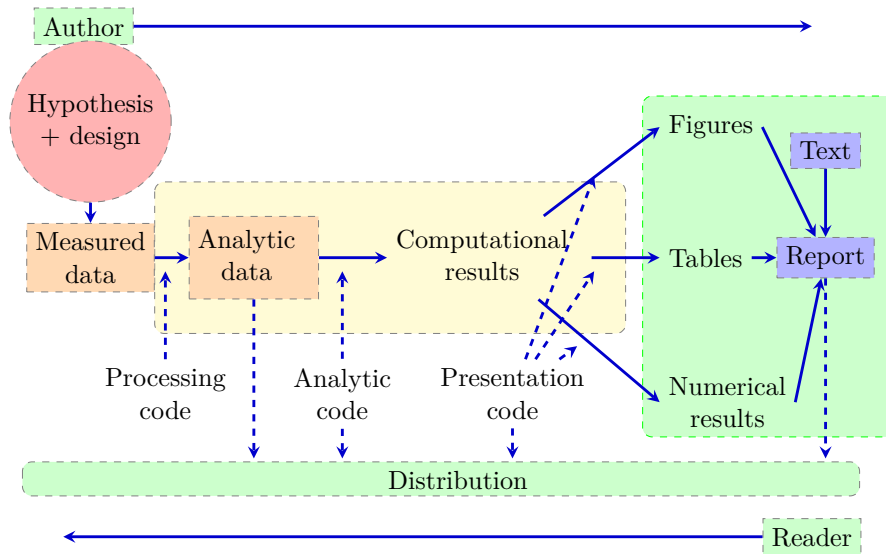 Author
Hypothesis
+ design
Figures
Text
Measured
data
Analytic
data
Computational
results
Tables
Report
Processing
code
Analytic
code
Presentation
code
Numerical
results
Distribution
Reader